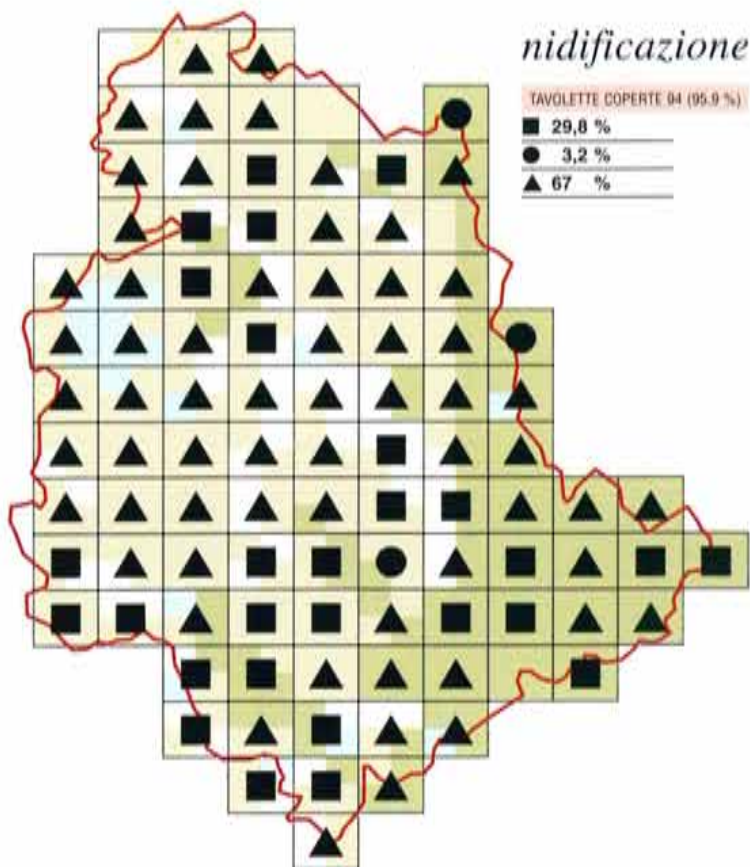 nidificazione
TAVOLETTE COPERTE 94 (95.9 %)
■ 29,8 %
● 3,2 %
▲ 67 %